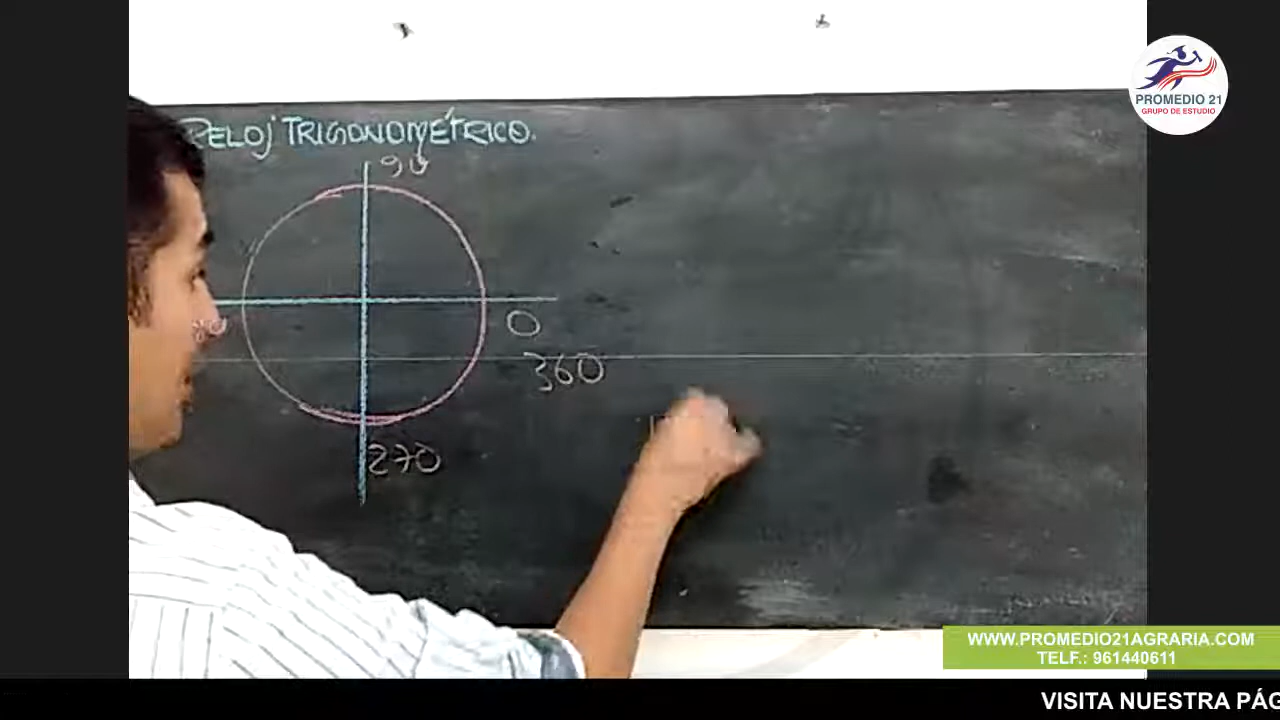 RELOJ TRIGONOMÉTRICO.
90
0
360
270
PROMEDIO 21
GRUPO DE ESTUDIO
WWW.PROMEDIO21AGRARIA.COM
TELF.: 961440611
VISITA NUESTRA PÁG